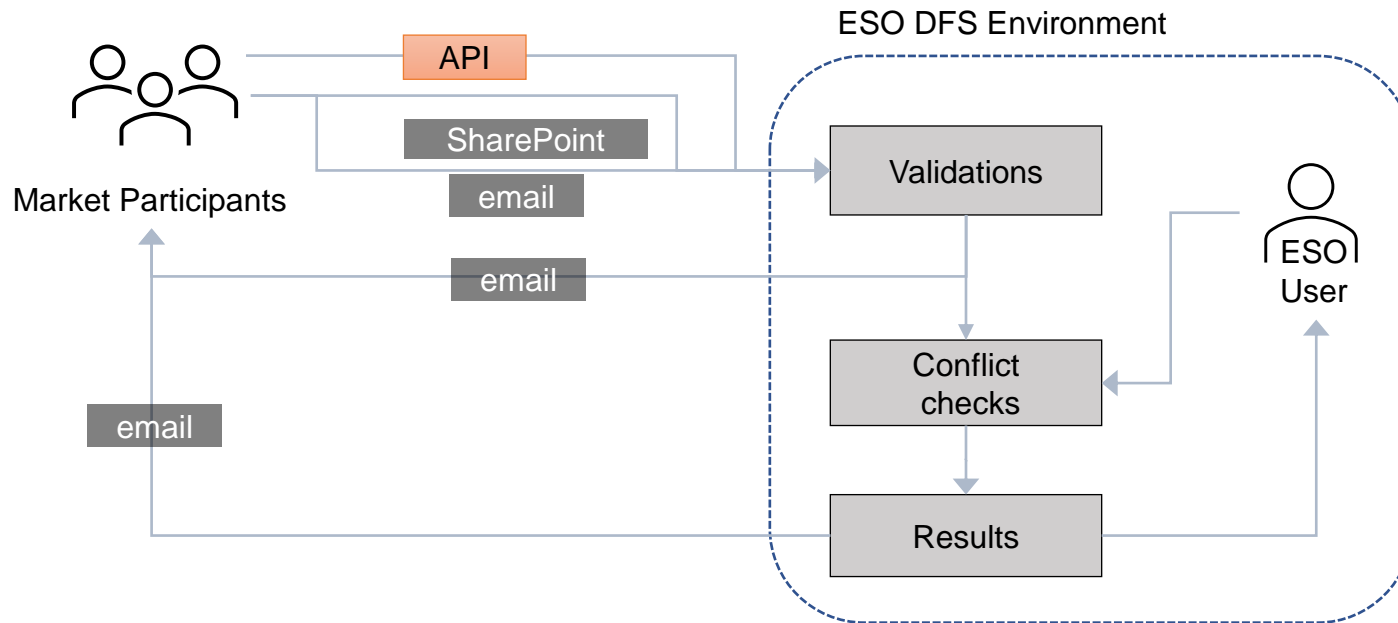 ESO DFS Environment
API
SharePoint
email
Market Participants
Validations
email
ESO
User
Conflict
checks
email
Results